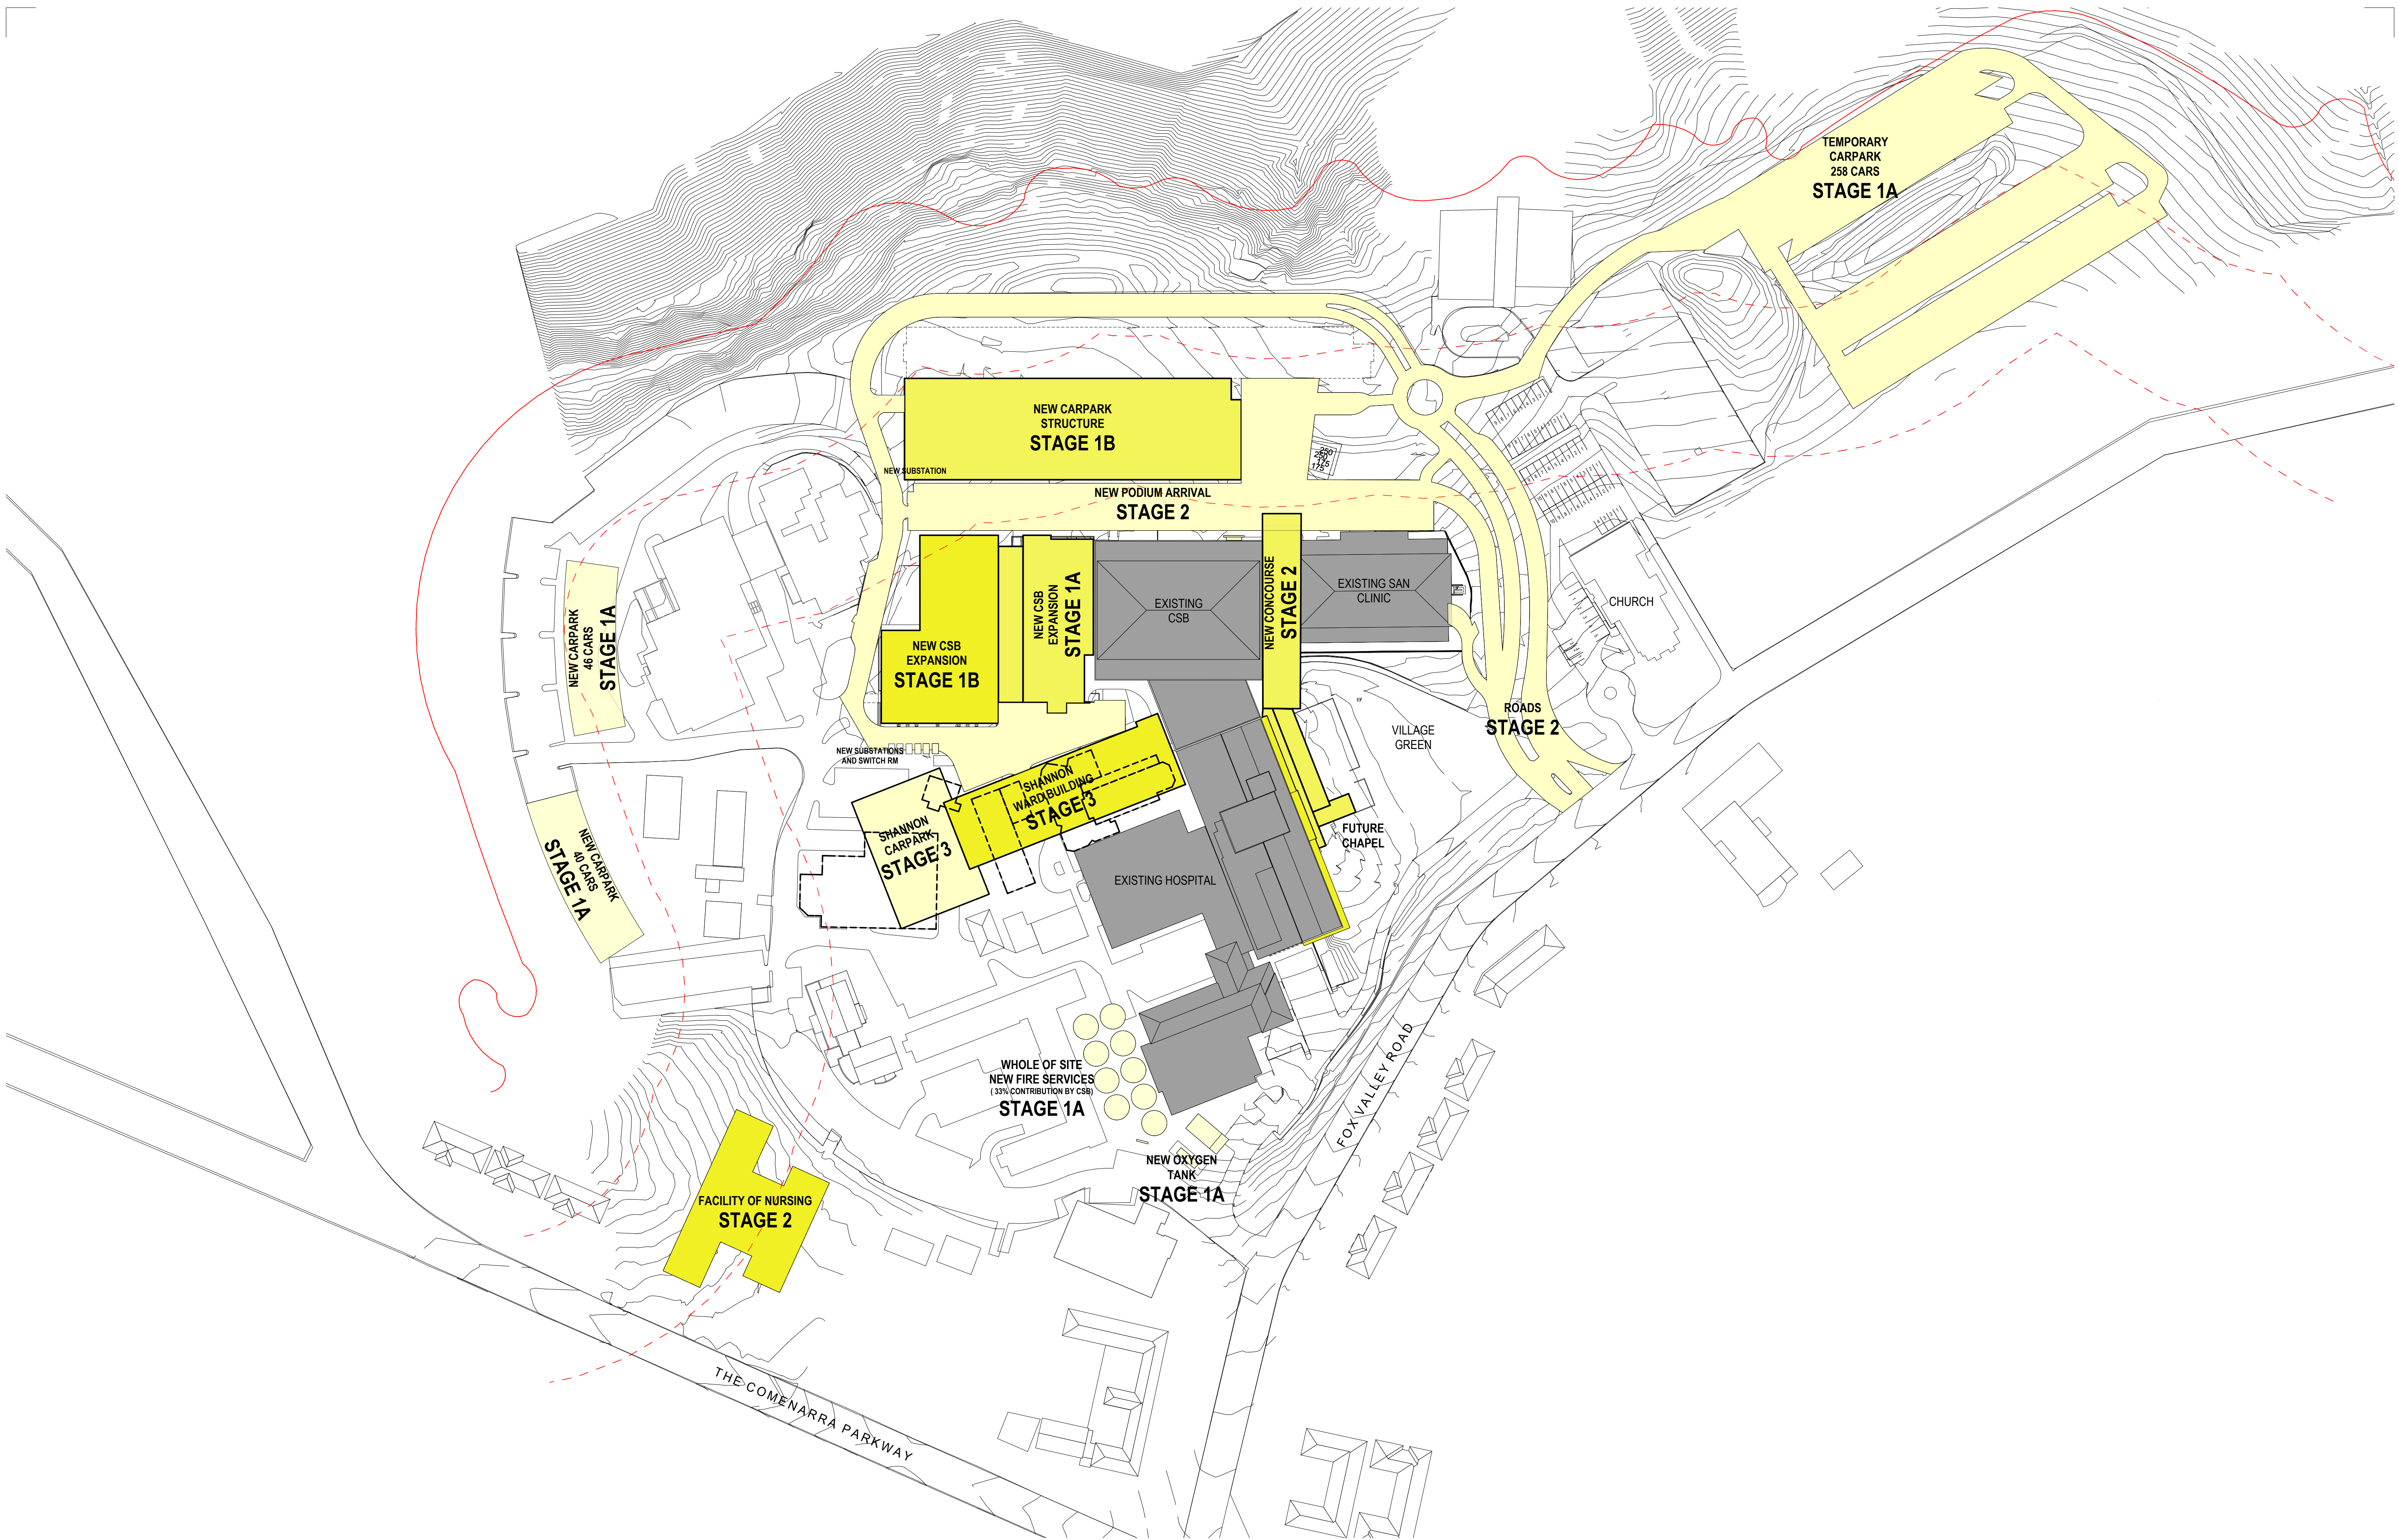 TEMPORARY
CARPARK
258 CARS
STAGE 1A
NEW CARPARK
STRUCTURE
STAGE 1B
NEW SUBSTATION
250
250
175
175
NEW PODIUM ARRIVAL
STAGE 2
NEW CARPARK
46 CARS
STAGE 1A
NEW CSB
EXPANSION
STAGE 1B
NEW CSB
EXPANSION
STAGE 1A
EXISTING
CSB
NEW CONCOURSE
STAGE 2
EXISTING SAN
CLINIC
CHURCH
ROADS
STAGE 2
VILLAGE
GREEN
NEW SUBSTATIONS
AND SWITCH RM
SHANNON
WARD BUILDING
STAGE 3
SHANNON
CARPARK
STAGE 3
NEW CARPARK
40 CARS
STAGE 1A
FUTURE
CHAPEL
EXISTING HOSPITAL
WHOLE OF SITE
NEW FIRE SERVICES
( 33% CONTRIBUTION BY CSB)
STAGE 1A
NEW OXYGEN
TANK
STAGE 1A
FOX VALLEY ROAD
FACILITY OF NURSING
STAGE 2
THE COMENARRA PARKWAY